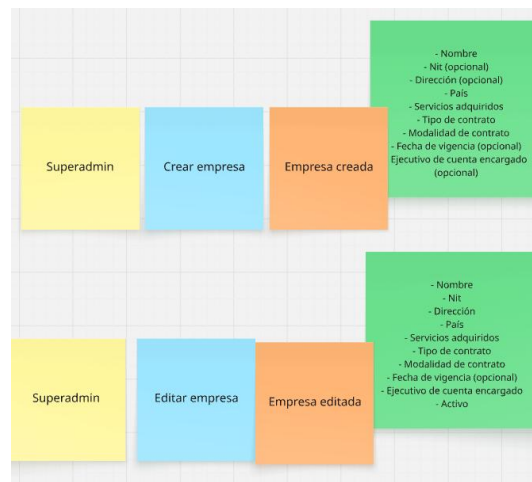 Superadmin
Crear empresa
Empresa creada
- Nombre
- Nit (opcional)
- Dirección (opcional)
- País
- Servicios adquiridos
- Tipo de contrato
- Modalidad de contrato
- Fecha de vigencia (opcional)
Ejecutivo de cuenta encargado
(opcional)
Superadmin
Editar empresa
Empresa editada
- Nombre
- Nit
- Dirección
- País
- Servicios adquiridos
- Tipo de contrato
- Modalidad de contrato
- Fecha de vigencia (opcional)
- Ejecutivo de cuenta encargado
- Activo